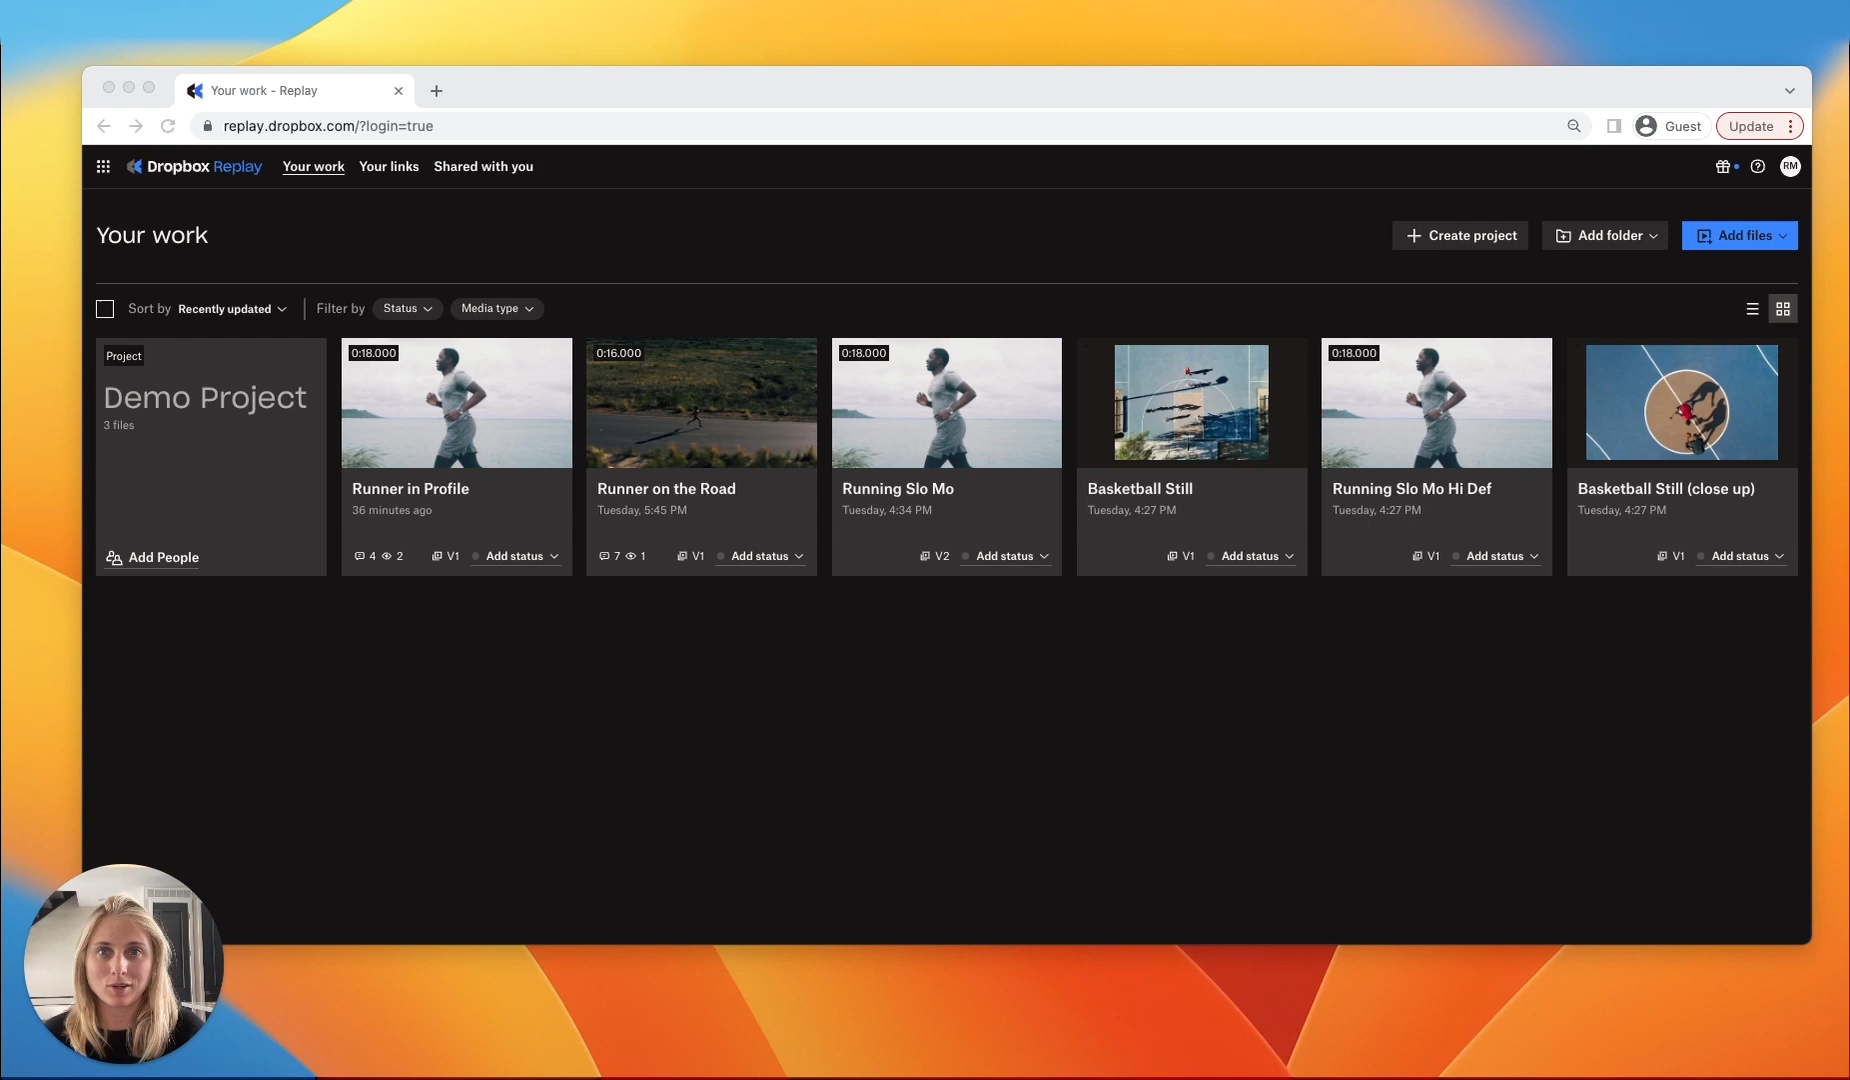 Your work - Replay
replay.dropbox.com/?login=true
Guest
Update
Dropbox Replay
Your work
Your links
Shared with you
RM
Your work
Create project
Add folder
Add files
Sort by Recently updated
Filter by
Status
Media type
Project
Demo Project
3 files
Add People
0:18.000
Runner in Profile
36 minutes ago
4
2
V1
Add status
0:16.000
Runner on the Road
Tuesday, 5:45 PM
7
1
V1
Add status
0:18.000
Running Slo Mo
Tuesday, 4:34 PM
V2
Add status
Basketball Still
Tuesday, 4:27 PM
V1
Add status
0:18.000
Running Slo Mo Hi Def
Tuesday, 4:27 PM
V1
Add status
Basketball Still (close up)
Tuesday, 4:27 PM
V1
Add status